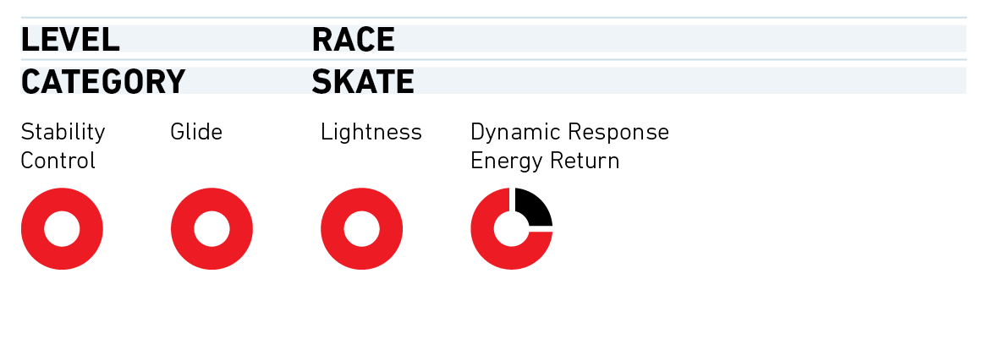 LEVEL RACE
CATEGORY SKATE
Stability Control
Glide
Lightness
Dynamic Response
Energy Return